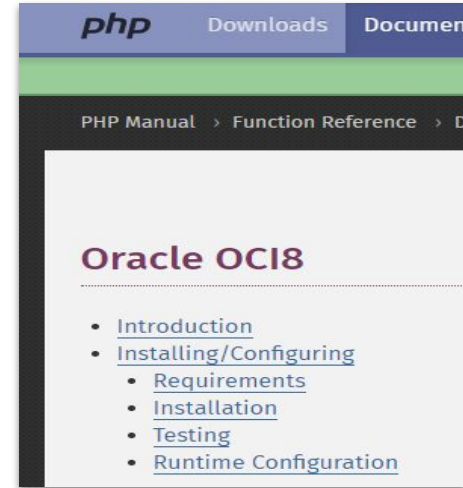 php Downloads Documen
PHP Manual › Function Reference › D
Oracle OCI8
• Introduction
• Installing/Configuring
• Requirements
• Installation
• Testing
• Runtime Configuration